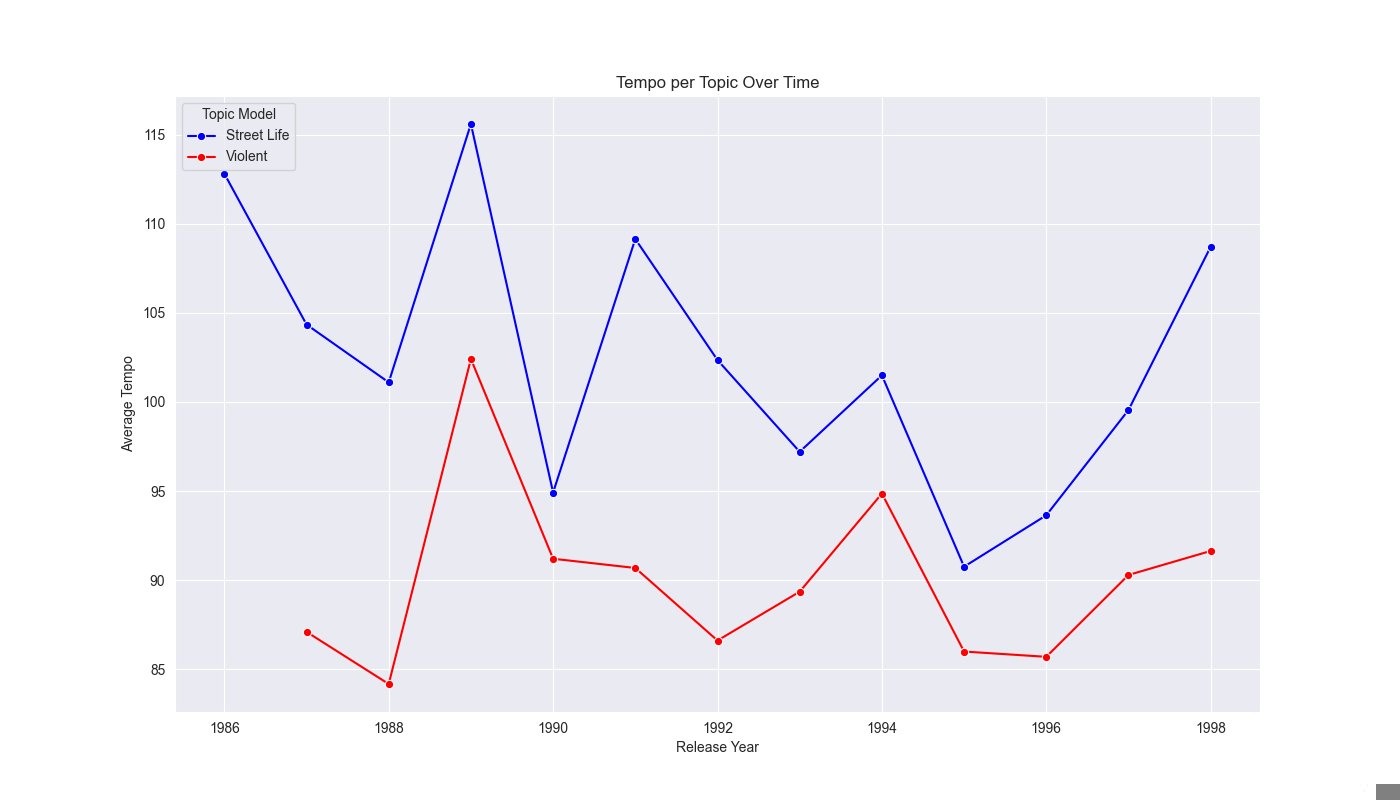 Tempo per Topic Over Time
Topic Model
Street Life
Violent
115
110
105
100
95
90
85
Average Tempo
1986 1988 1990 1992 1994 1996 1998
Release Year